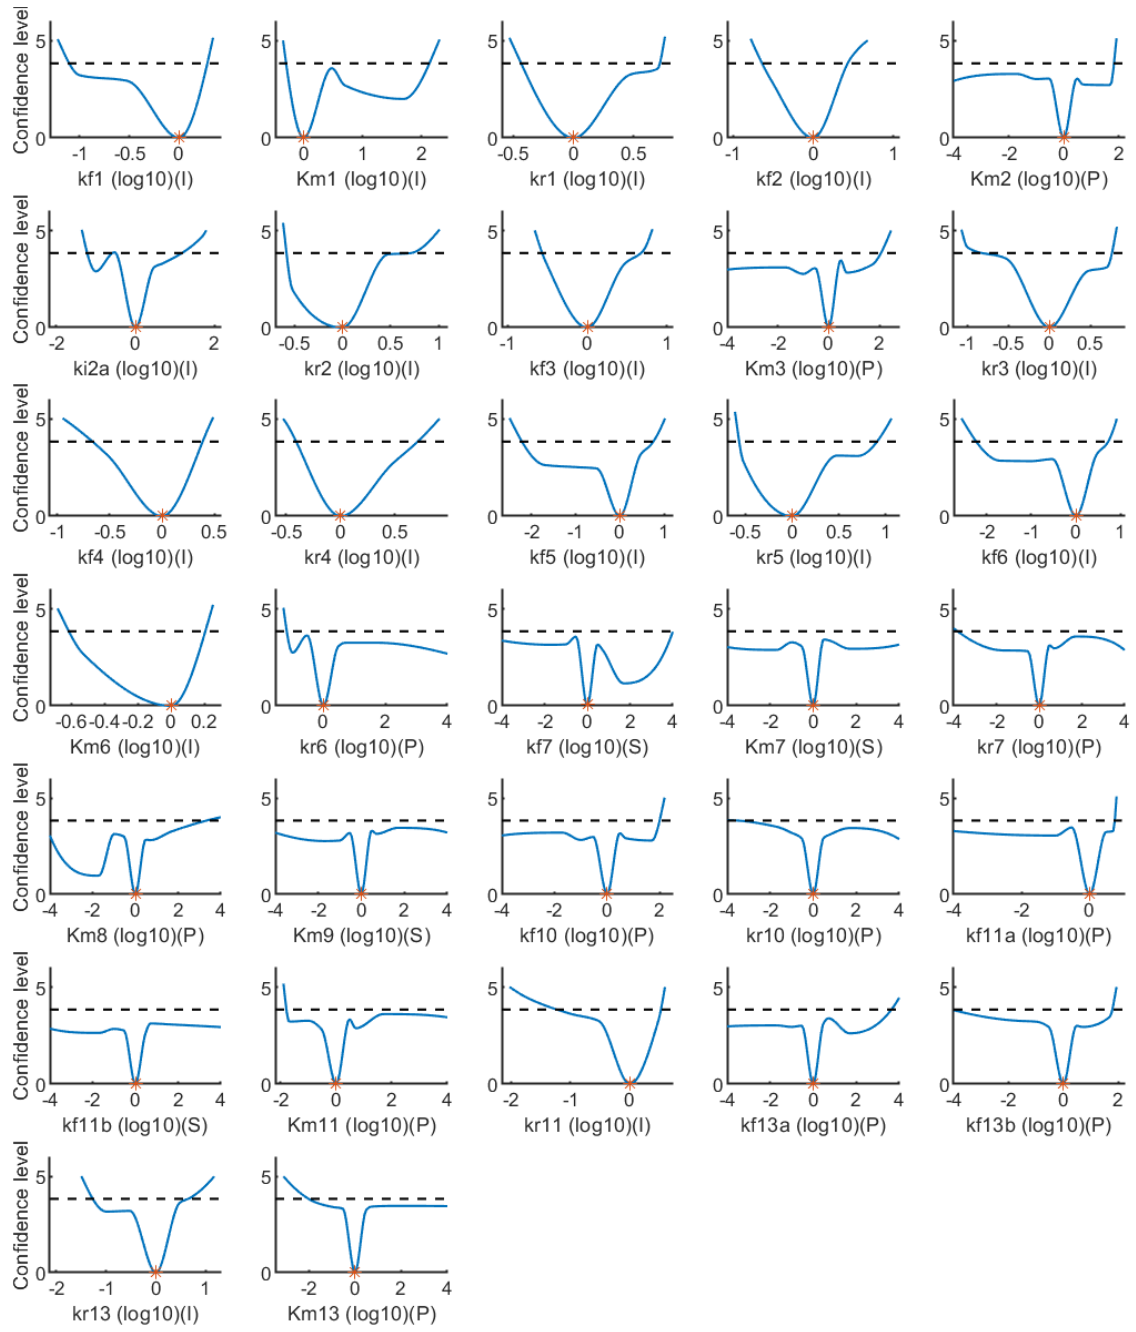 Confidence level
5
0
-1 -0.5 0
kf1 (log10)(I)
5
0
0 1 2
Km1 (log10)(I)
5
0
-0.5 0 0.5
kr1 (log10)(I)
5
0
-1 0 1
kf2 (log10)(I)
5
0
-4 -2 0 2
Km2 (log10)(P)
Confidence level
5
0
-2 0 2
ki2a (log10)(I)
5
0
-0.5 0 0.5 1
kr2 (log10)(I)
5
0
-1 0 1
kf3 (log10)(I)
5
0
-4 -2 0 2
Km3 (log10)(P)
5
0
-1 -0.5 0 0.5
kr3 (log10)(I)
Confidence level
5
0
-1 -0.5 0 0.5
kf4 (log10)(I)
5
0
-0.5 0 0.5
kr4 (log10)(I)
5
0
-2 -1 0 1
kf5 (log10)(I)
5
0
-0.5 0 0.5 1
kr5 (log10)(I)
5
0
-2 -1 0 1
kf6 (log10)(I)
Confidence level
5
0
-0.6 -0.4 -0.2 0 0.2
Km6 (log10)(I)
5
0
0 2 4
kr6 (log10)(P)
5
0
-4 -2 0 2 4
kf7 (log10)(S)
5
0
-4 -2 0 2 4
Km7 (log10)(S)
5
0
-4 -2 0 2 4
kr7 (log10)(P)
Confidence level
5
0
-4 -2 0 2 4
Km8 (log10)(P)
5
0
-4 -2 0 2 4
Km9 (log10)(S)
5
0
-4 -2 0 2
kf10 (log10)(P)
5
0
-4 -2 0 2 4
kr10 (log10)(P)
5
0
-4 -2 0
kf11a (log10)(P)
Confidence level
5
0
-4 -2 0 2 4
kf11b (log10)(S)
5
0
-2 0 2 4
Km11 (log10)(P)
5
0
-2 -1 0
kr11 (log10)(I)
5
0
-4 -2 0 2 4
kf13a (log10)(P)
5
0
-4 -2 0 2
kf13b (log10)(P)
Confidence level
5
0
-2 -1 0 1
kr13 (log10)(I)
5
0
-2 0 2 4
Km13 (log10)(P)